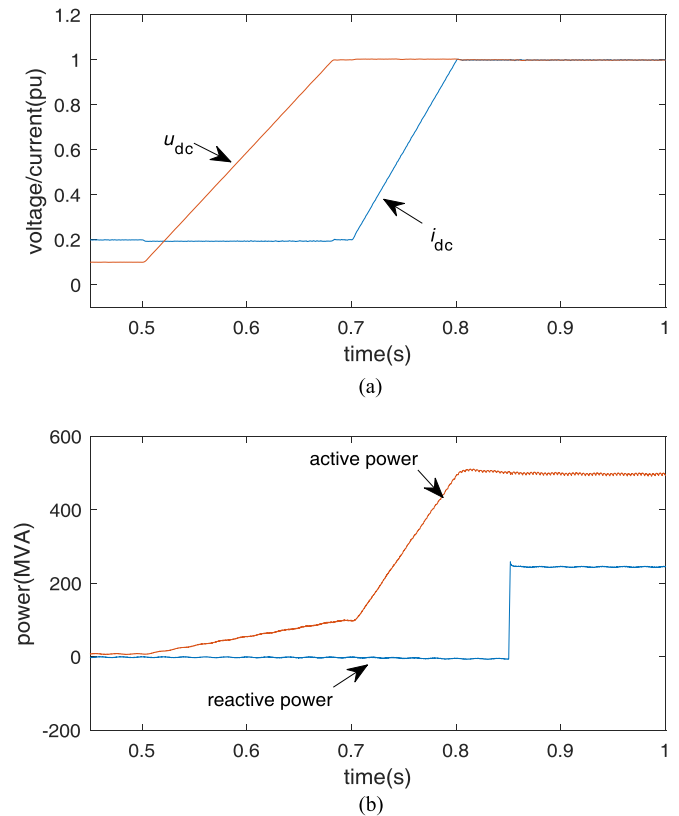 1.2
1
0.8
0.6
0.4
0.2
0
voltage/current(pu)
u_dc
i_dc
0.5 0.6 0.7 0.8 0.9 1
time(s)
(a)
600
400
200
0
-200
power(MVA)
active power
reactive power
0.5 0.6 0.7 0.8 0.9 1
time(s)
(b)